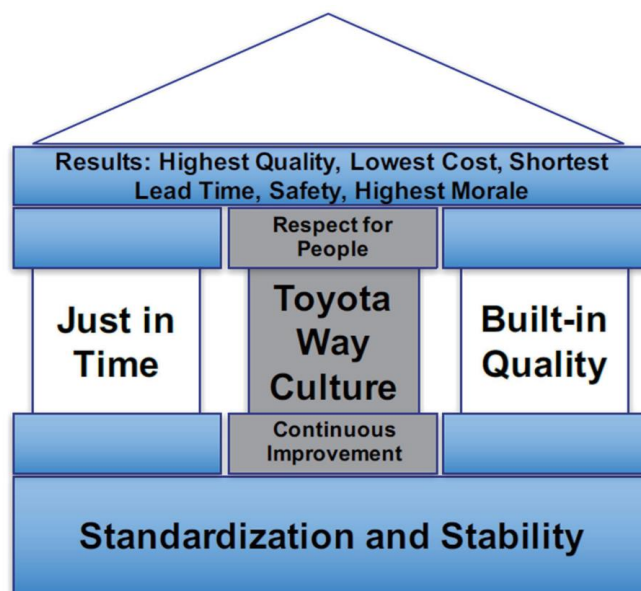 Results: Highest Quality, Lowest Cost, Shortest
Lead Time, Safety, Highest Morale
Respect for
People
Just in
Time
Toyota
Way
Culture
Built-in
Quality
Continuous
Improvement
Standardization and Stability